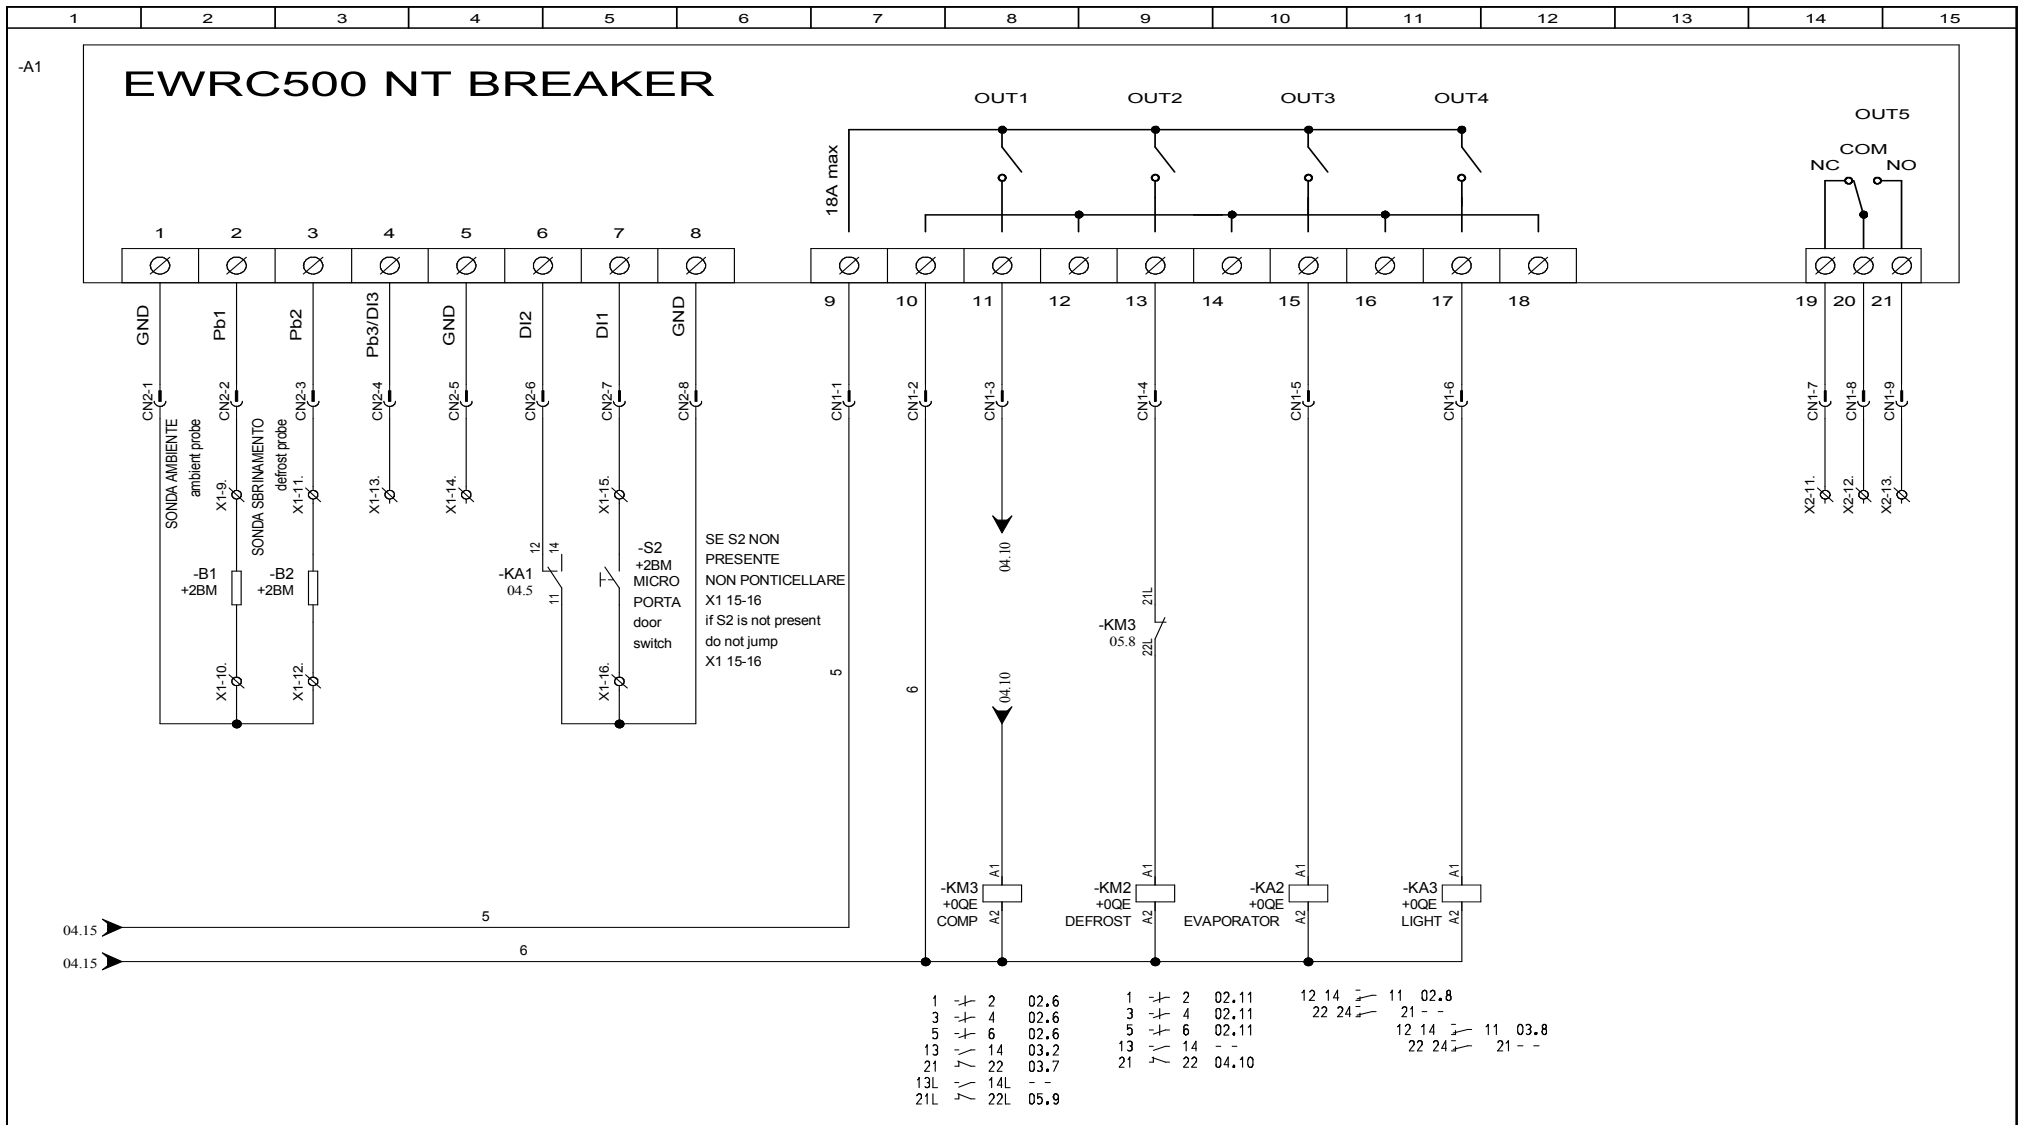 1 2 3 4 5 6 7 8 9 10 11 12 13 14 15
-A1
EWRC500 NT BREAKER
OUT1 OUT2 OUT3 OUT4
OUT5
COM
NC NO
18A max
1 2 3 4 5 6 7 8
9 10 11 12 13 14 15 16 17 18 19 20 21
GND Pb1 Pb2 Pb3/DI3 GND DI2 DI1 GND
CN2-1 CN2-2 CN2-3 CN2-4 CN2-5 CN2-6 CN2-7 CN2-8 CN1-1 CN1-2 CN1-3 CN1-4 CN1-5 CN1-6 CN1-7 CN1-8 CN1-9
SONDA AMBIENTE
ambient probe
SONDA SBRINAMENTO
defrost probe
X1-9. X1-11. X1-13. X1-14. X1-15. X2-11. X2-12. X2-13.
-B1
+2BM
-B2
+2BM
12 14
-KA1
04.5
11
-S2
+2BM
MICRO
PORTA
door
switch
SE S2 NON
PRESENTE
NON PONTICELLARE
X1 15-16
if S2 is not present
do not jump
X1 15-16
X1-10. X1-12. X1-16.
04.10
04.10
21L
-KM3
05.8
22L
5
6
A1 A1 A1 A1
-KM3
+0QE
COMP
A2
-KM2
+0QE
DEFROST
A2
-KA2
+0QE
EVAPORATOR
A2
-KA3
+0QE
LIGHT
A2
04.15 5
04.15 6
1 2 02.6
3 4 02.6
5 6 02.6
13 14 03.2
21 22 03.7
13L 14L - -
21L 22L 05.9
1 2 02.11
3 4 02.11
5 6 02.11
13 14 - -
21 22 04.10
12 14 11 02.8
22 24 21 - -
12 14 11 03.8
22 24 21 - -